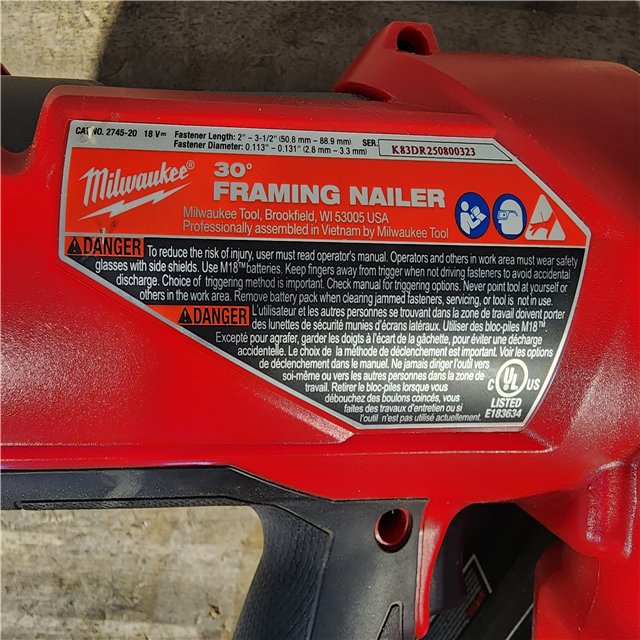 CAT. NO. 2745-20 18 V Fastener Length: 2" - 3-1/2" (50.8 mm - 88.9 mm) SER.
Fastener Diameter: 0.113" - 0.131" (2.8 mm - 3.3 mm)
K83DR250800323
Milwaukee®
30°
FRAMING NAILER
Milwaukee Tool, Brookfield, WI 53005 USA
Professionally assembled in Vietnam by Milwaukee Tool
DANGER To reduce the risk of injury, user must read operator's manual. Operators and others in work area must wear safety
glasses with side shields. Use M18™ batteries. Keep fingers away from trigger when not driving fasteners to avoid accidental
discharge. Choice of triggering method is important. Check manual for triggering options. Never point tool at yourself or
others in the work area. Remove battery pack when clearing jammed fasteners, servicing, or tool is not in use.
DANGER L'utilisateur et les autres personnes se trouvant dans la zone de travail doivent porter
des lunettes de sécurité munies d'écrans latéraux. Utiliser des bloc-piles M18™.
Excepté pour agrafer, garder les doigts à l'écart de la gâchette, pour éviter une décharge
accidentelle. Le choix de la méthode de déclenchement est important. Voir les options
de déclenchement dans le manuel. Ne jamais diriger l'outil vers
soi-même ou vers les autres personnes dans la zone de
travail. Retirer le bloc-piles lorsque vous
débouchez des boulons coincés, vous
faites des travaux d'entretien ou si
l'outil n'est pas utilisé actuellement.
C UL US
LISTED
E183634